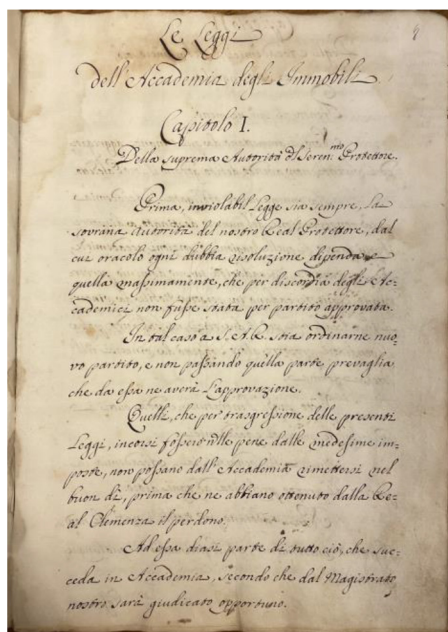 Le Leggi
dell'Accademia degli Immobili
Capitolo I.
Della suprema Autorità del Seren.mo Protettore.
Prima, inviolabil Legge sia sempre, la
sovrana Autorità del nostro Real Protettore, dal
cui oracolo ogni dubbia risoluzione dipenda e
quella massimamente, che per discordia degli Ac=
cademici non fusse stata per partito approvata.
In tal caso a S. A. R. stia ordinarne nuo=
vo partito, e non passando quella parte prevaglia
che da essa ne averà l'approvazione.
Quelli, che per trasgressione delle presenti
Leggi, incorsi fossero nelle pene dalle medesime im=
poste, non possano dall'Accademia rimettersi nel
buon dì, prima che ne abbiano ottenuto dalla Re=
al Clemenza il perdono.
Ad essa diasi parte di tutto ciò, che suc=
ceda in Accademia, secondo che dal Magistrato
nostro sarà giudicato opportuno.